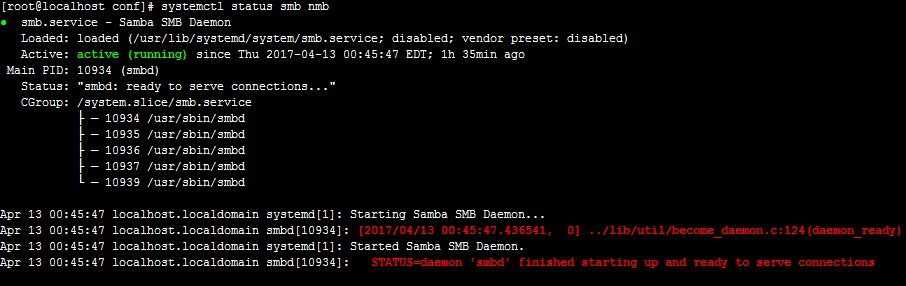 [root@localhost conf]# systemctl status smb nmb
● smb.service - Samba SMB Daemon
   Loaded: loaded (/usr/lib/systemd/system/smb.service; disabled; vendor preset: disabled)
   Active: active (running) since Thu 2017-04-13 00:45:47 EDT; 1h 35min ago
 Main PID: 10934 (smbd)
   Status: "smbd: ready to serve connections..."
   CGroup: /system.slice/smb.service
           ├─ 10934 /usr/sbin/smbd
           ├─ 10935 /usr/sbin/smbd
           ├─ 10936 /usr/sbin/smbd
           ├─ 10937 /usr/sbin/smbd
           └─ 10939 /usr/sbin/smbd

Apr 13 00:45:47 localhost.localdomain systemd[1]: Starting Samba SMB Daemon...
Apr 13 00:45:47 localhost.localdomain smbd[10934]: [2017/04/13 00:45:47.436541,  0] ../lib/util/become_daemon.c:124(daemon_ready)
Apr 13 00:45:47 localhost.localdomain systemd[1]: Started Samba SMB Daemon.
Apr 13 00:45:47 localhost.localdomain smbd[10934]:   STATUS=daemon 'smbd' finished starting up and ready to serve connections